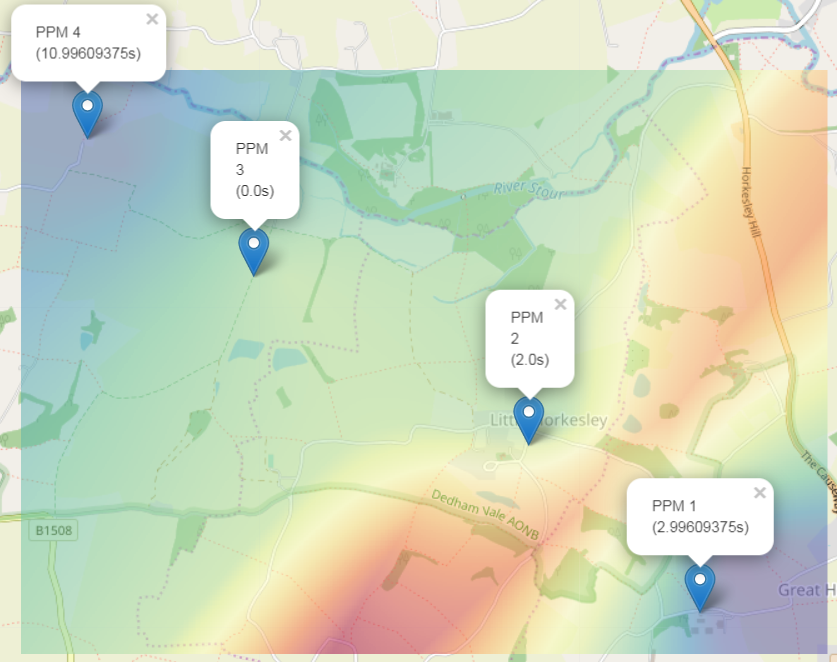 PPM 4
(10.99609375s)
PPM
3
(0.0s)
River Stour
Horkesley Hill
PPM
2
(2.0s)
Horkesley
PPM 1
(2.99609375s)
The Causeway
Dedham Vale AONB
B1508
Great H